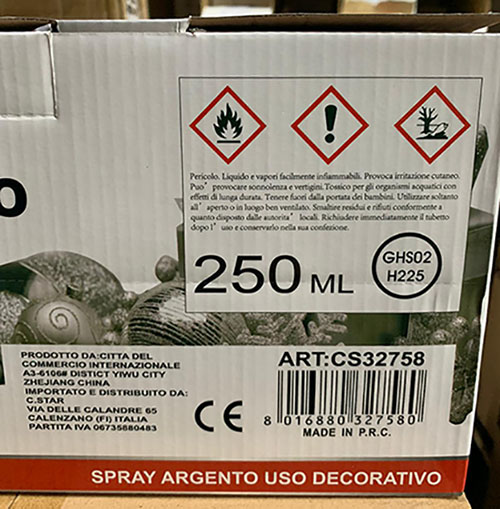 o
Pericolo. Liquido e vapori facilmente infiammabili. Provoca irritazione cutaneo.
Puo' provocare sonnolenza e vertigini. Tossico per gli organiami acquatici con
effetti di lunga durata. Tenere fuori dalla portata dei bambini. Utilizzare soltanto
all' aperto o in luogo ben ventilato. Smaltire residui e rifiuti conformente a
quanto disposto dalle autorita' locali. Richiudere immediatamente il tubetto
dopo l' uso e conservarlo nella sua confezione.
250 ML
GHS02
H225
PRODOTTO DA:CITTA DEL
COMMERCIO INTERNAZIONALE
A3-6106# DISTICT YIWU CITY
ZHEJIANG CHINA
IMPORTATO E DISTRIBUITO DA:
C.STAR
VIA DELLE CALANDRE 65
CALENZANO (FI) ITALIA
PARTITA IVA 06735880483
CE
ART:CS32758
8 016880 327580
MADE IN P.R.C.
SPRAY ARGENTO USO DECORATIVO